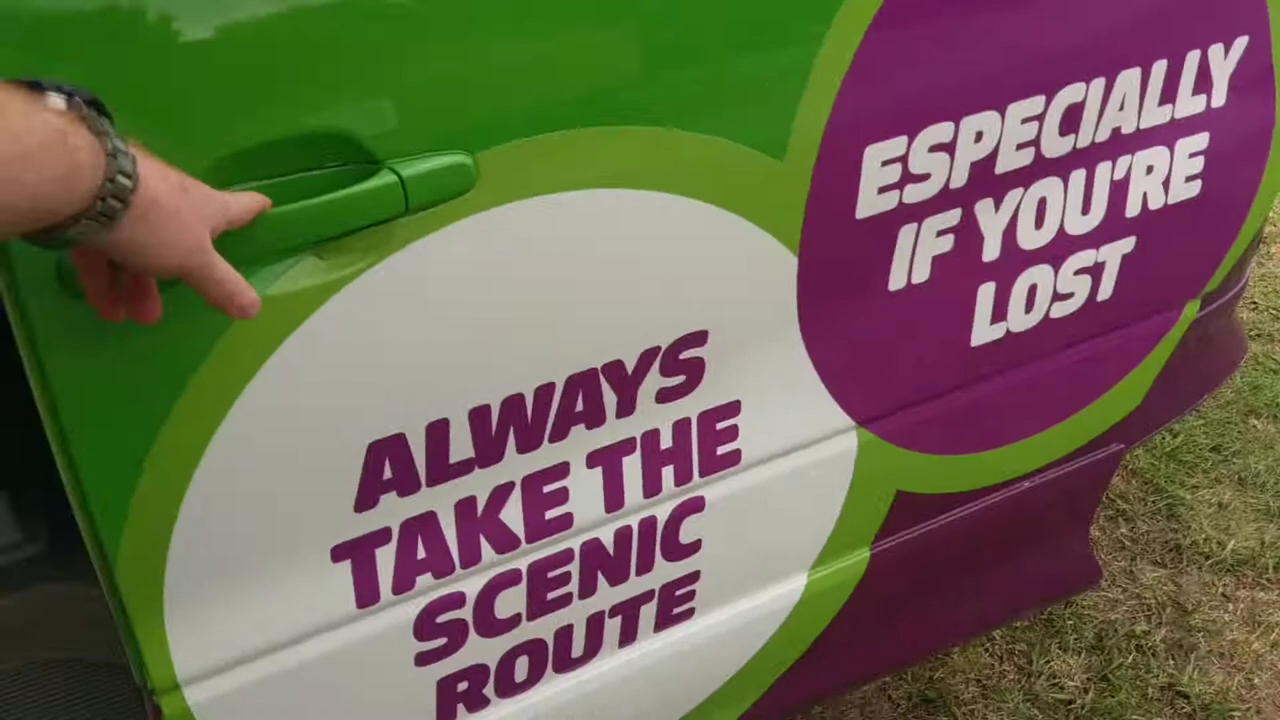 ALWAYS
TAKE THE
SCENIC
ROUTE
ESPECIALLY
IF YOU'RE
LOST